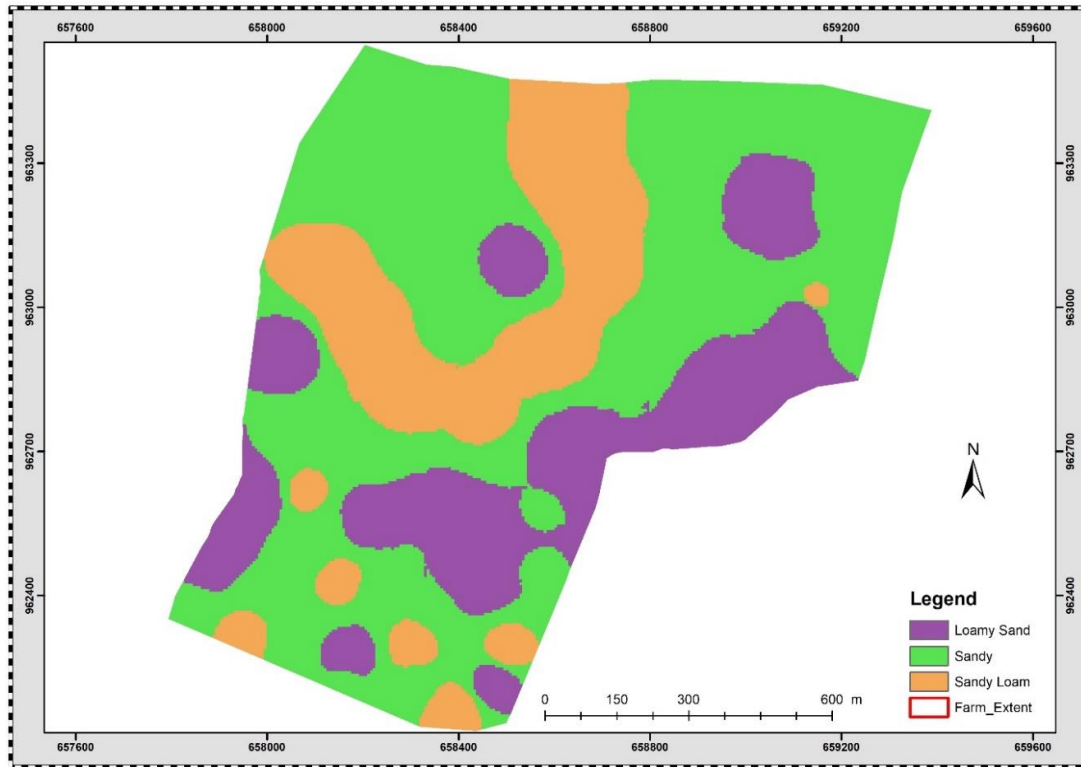 657600 658000 658400 658800 659200 659600
963300 963300
963000 963000
962700 962700
N
962400 962400
Legend
Loamy Sand
Sandy
Sandy Loam
Farm_Extent
0 150 300 600 m
657600 658000 658400 658800 659200 659600